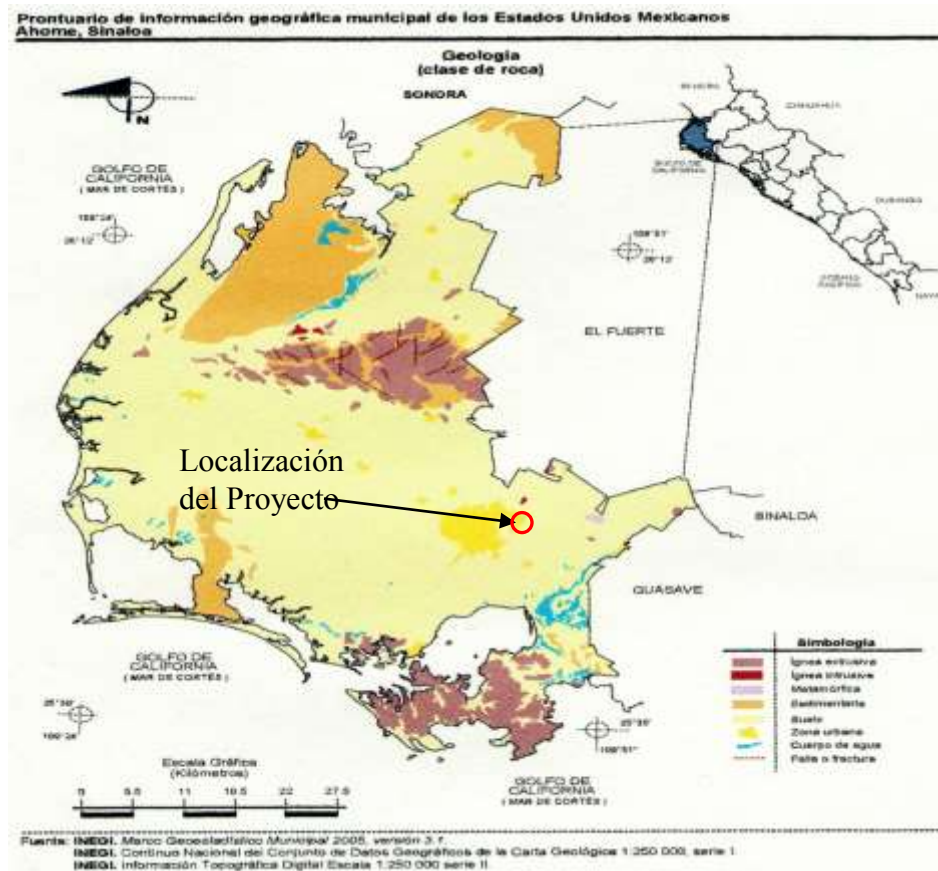 Prontuario de información geográfica municipal de los Estados Unidos Mexicanos
Ahome, Sinaloa
Geología
(clase de roca)
SONORA
N
GOLFO DE
CALIFORNIA
( MAR DE CORTÉS )
CHIHUAHUA
GOLFO DE
CALIFORNIA
DURANGO
EL FUERTE
Localización
del Proyecto
SINALOA
GUASAVE
GOLFO DE
CALIFORNIA
( MAR DE CORTÉS )
Simbología
Ígnea extrusiva
Ígnea intrusiva
Metamórfica
Sedimentaria
Suelo
Zona urbana
Cuerpo de agua
Falla o fractura
Escala Gráfica
(Kilómetros)
0 5.5 11 16.5 22 27.5
GOLFO DE
CALIFORNIA
( MAR DE CORTÉS )
Fuente: INEGI. Marco Geoestadístico Municipal 2005, versión 3.1.
INEGI. Continuo Nacional del Conjunto de Datos Geográficos de la Carta Geológica 1:250 000, serie I.
INEGI. Información Topográfica Digital Escala 1:250 000 serie II.